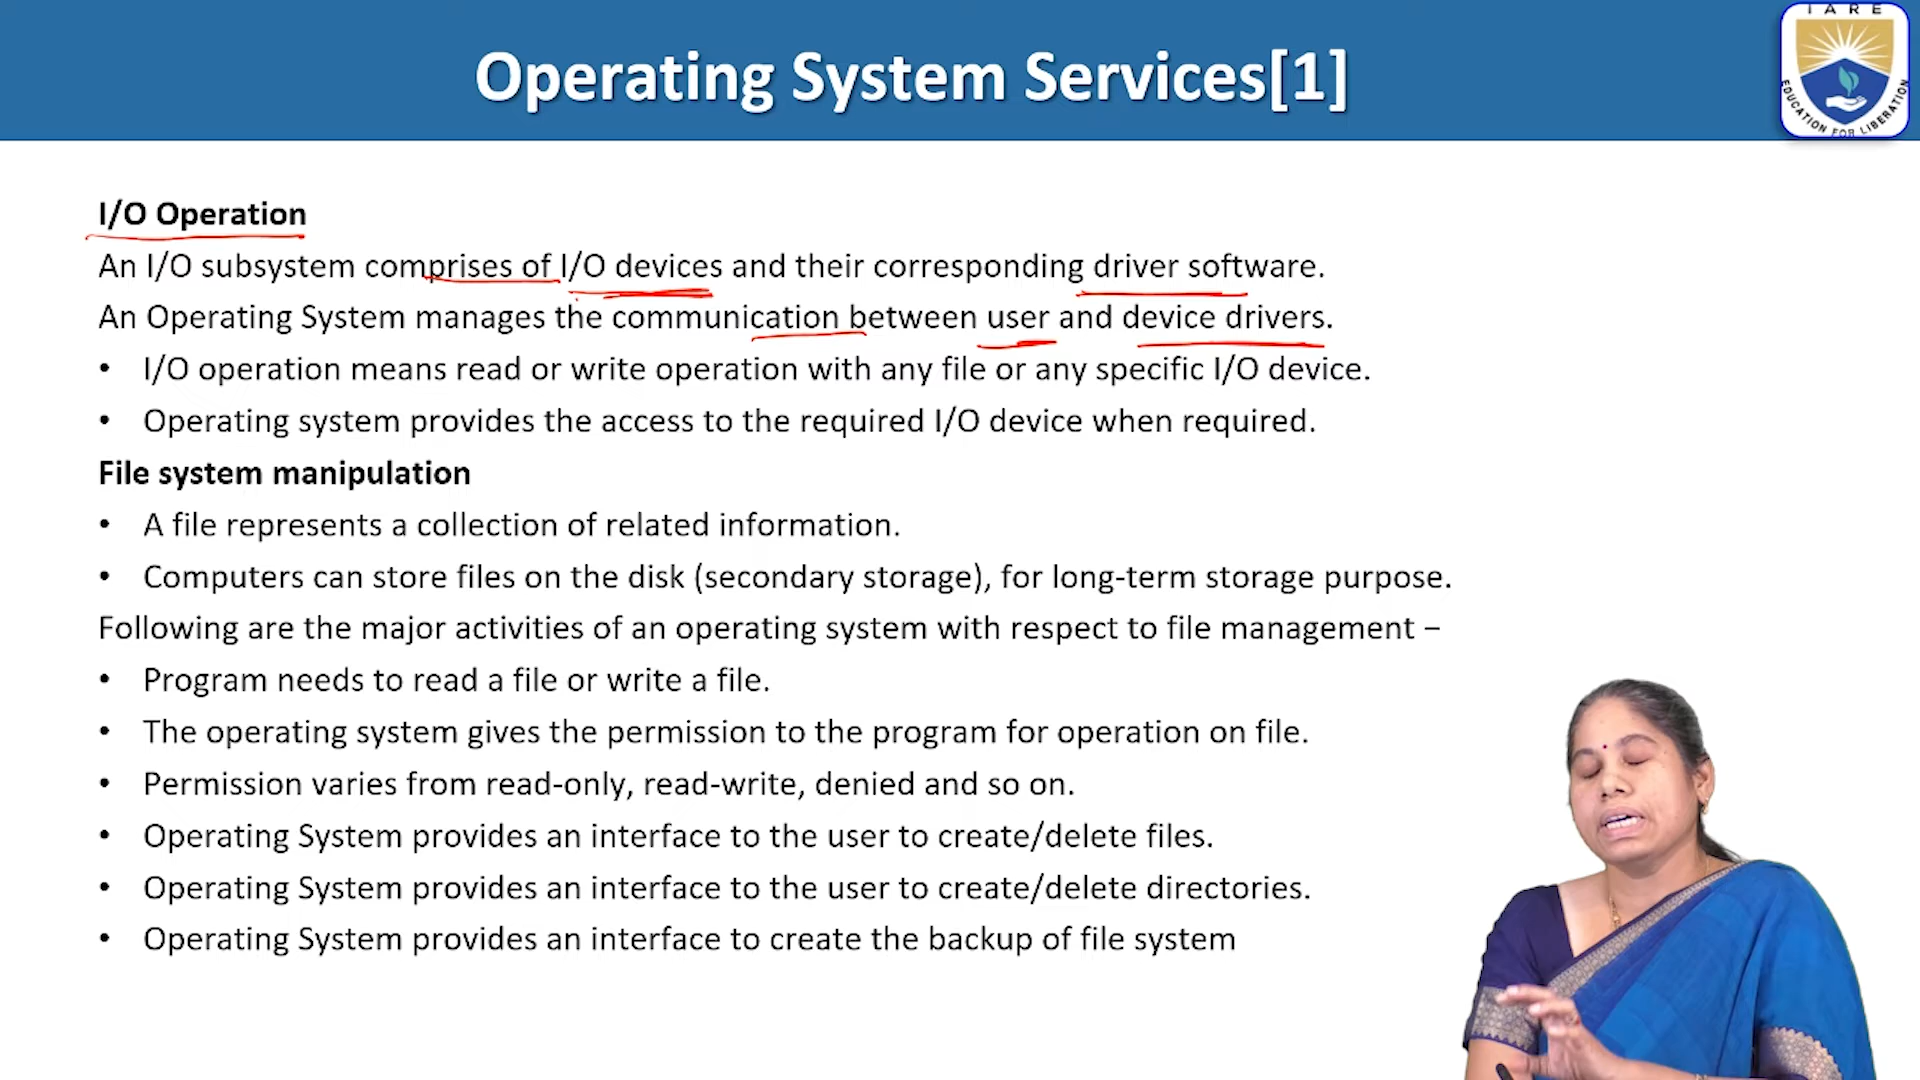 Operating System Services[1]
IARE
EDUCATION FOR LIBERATION
I/O Operation
An I/O subsystem comprises of I/O devices and their corresponding driver software.
An Operating System manages the communication between user and device drivers.
• I/O operation means read or write operation with any file or any specific I/O device.
• Operating system provides the access to the required I/O device when required.
File system manipulation
• A file represents a collection of related information.
• Computers can store files on the disk (secondary storage), for long-term storage purpose.
Following are the major activities of an operating system with respect to file management −
• Program needs to read a file or write a file.
• The operating system gives the permission to the program for operation on file.
• Permission varies from read-only, read-write, denied and so on.
• Operating System provides an interface to the user to create/delete files.
• Operating System provides an interface to the user to create/delete directories.
• Operating System provides an interface to create the backup of file system